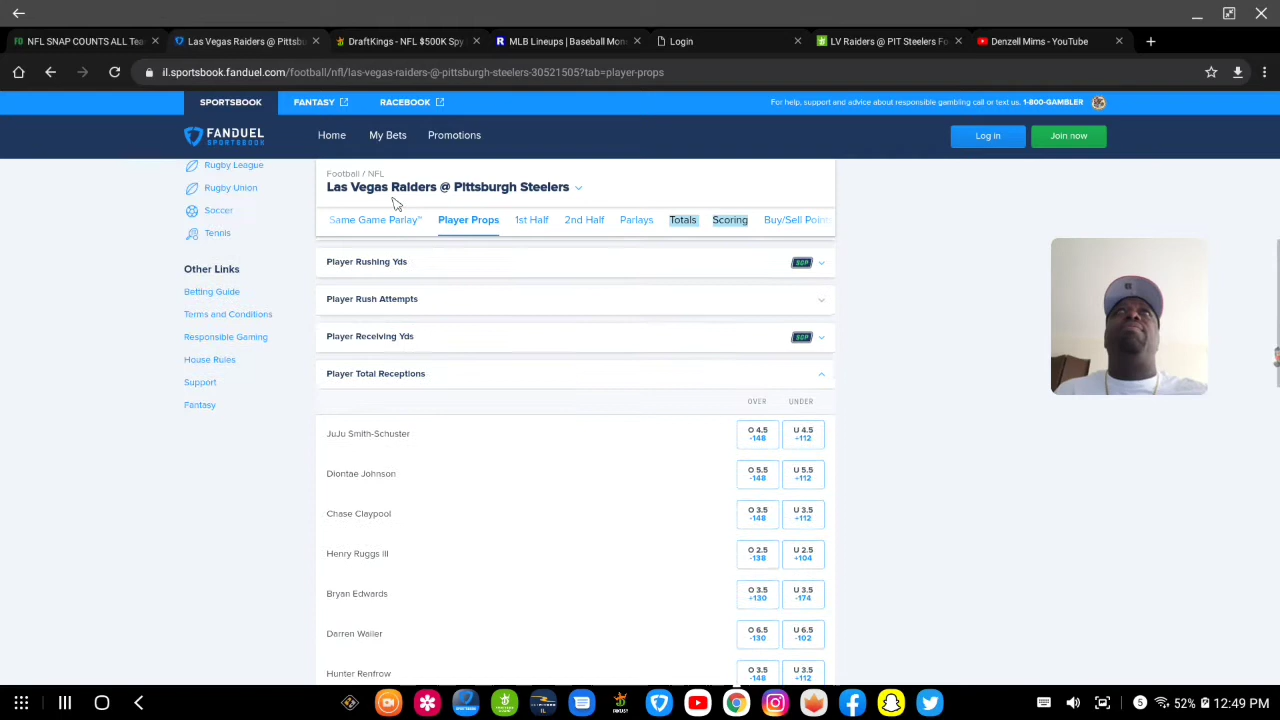 NFL SNAP COUNTS ALL Tea
Las Vegas Raiders @ Pittsbu
DraftKings - NFL $500K Spy
MLB Lineups | Baseball Mon
Login
LV Raiders @ PIT Steelers Fo
Denzell Mims - YouTube
il.sportsbook.fanduel.com/football/nfl/las-vegas-raiders-@-pittsburgh-steelers-30521505?tab=player-props
SPORTSBOOK
FANTASY
RACEBOOK
For help, support and advice about responsible gambling call or text us. 1-800-GAMBLER
FANDUEL
SPORTSBOOK
Home
My Bets
Promotions
Log in
Join now
Rugby League
Rugby Union
Soccer
Tennis
Other Links
Betting Guide
Terms and Conditions
Responsible Gaming
House Rules
Support
Fantasy
Football / NFL
Las Vegas Raiders @ Pittsburgh Steelers
Same Game Parlay™ Player Props 1st Half 2nd Half Parlays Totals Scoring Buy/Sell Point
Player Rushing Yds SGP
Player Rush Attempts
Player Receiving Yds SGP
Player Total Receptions
OVER UNDER
JuJu Smith-Schuster O 4.5 U 4.5
-148 +112
Diontae Johnson O 5.5 U 5.5
-148 +112
Chase Claypool O 3.5 U 3.5
-148 +112
Henry Ruggs III O 2.5 U 2.5
-138 +104
Bryan Edwards O 3.5 U 3.5
+130 -174
Darren Waller O 6.5 U 6.5
-130 -102
Hunter Renfrow O 3.5 U 3.5
-148 +112
52% 12:49 PM